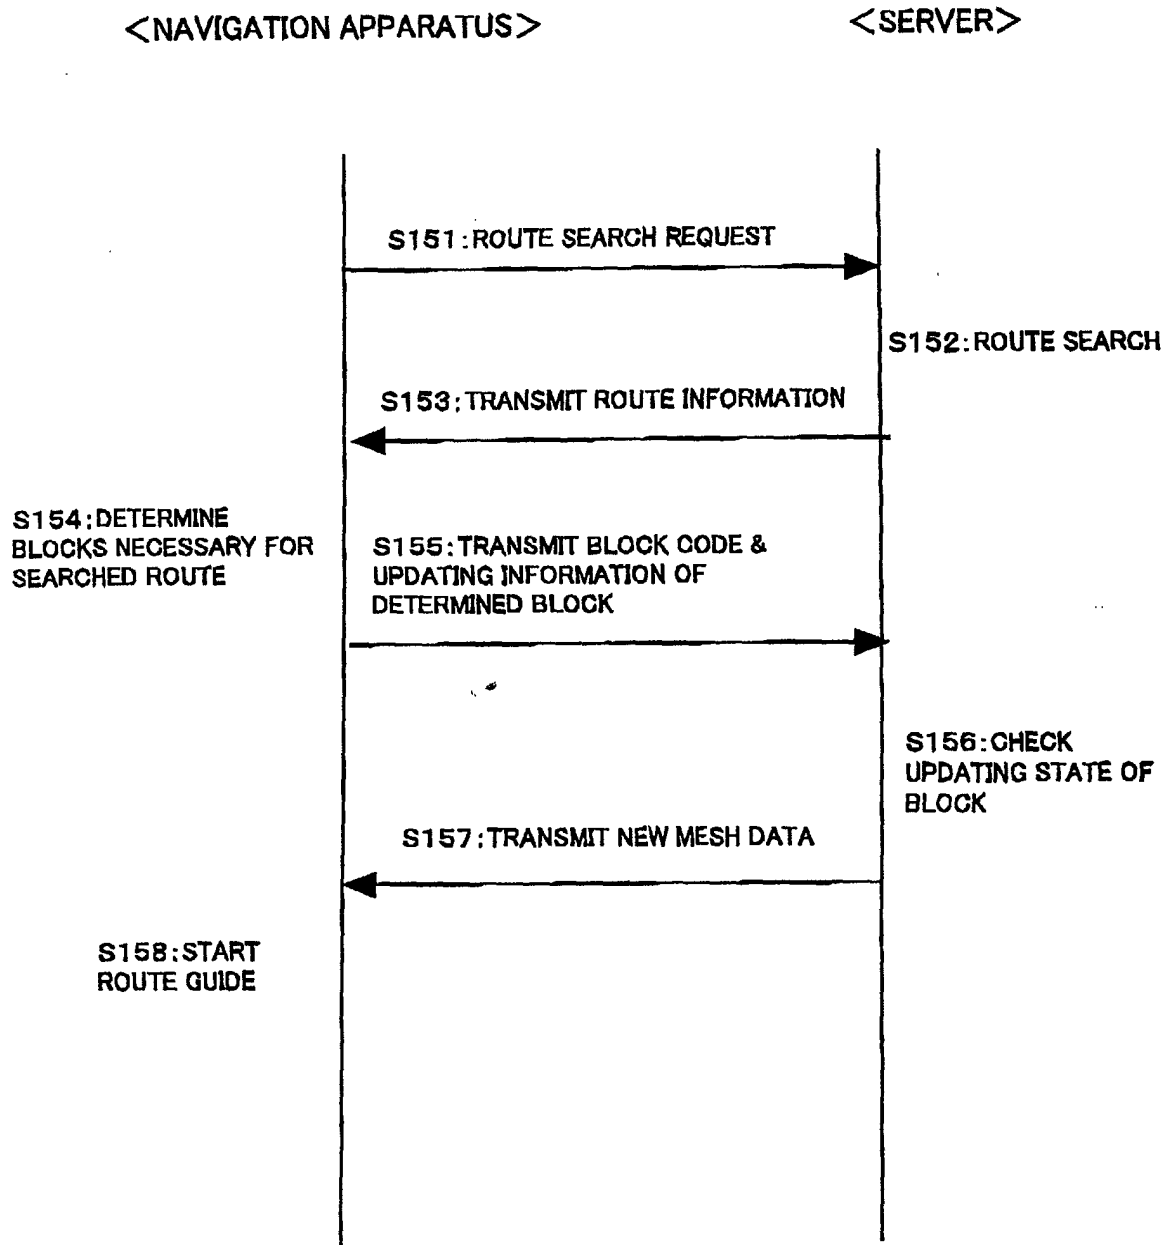 <NAVIGATION APPARATUS>
<SERVER>
S151:ROUTE SEARCH REQUEST
S152:ROUTE SEARCH
S153:TRANSMIT ROUTE INFORMATION
S154:DETERMINE
BLOCKS NECESSARY FOR
SEARCHED ROUTE
S155:TRANSMIT BLOCK CODE &
UPDATING INFORMATION OF
DETERMINED BLOCK
S156:CHECK
UPDATING STATE OF
BLOCK
S157:TRANSMIT NEW MESH DATA
S158:START
ROUTE GUIDE